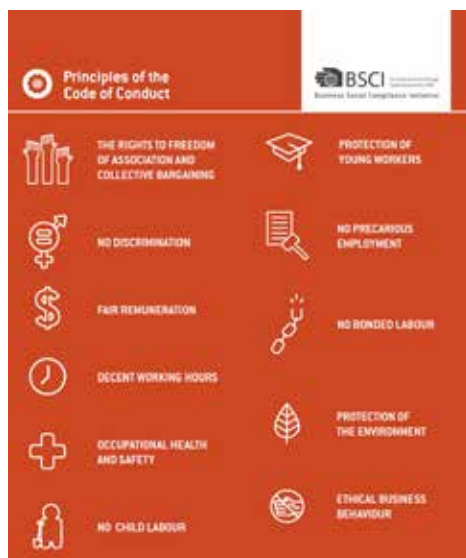 Principles of the
Code of Conduct
BSCI
Business Social Compliance Initiative
THE RIGHTS TO FREEDOM
OF ASSOCIATION AND
COLLECTIVE BARGAINING
NO DISCRIMINATION
FAIR REMUNERATION
DECENT WORKING HOURS
OCCUPATIONAL HEALTH
AND SAFETY
NO CHILD LABOUR
PROTECTION OF
YOUNG WORKERS
NO PRECARIOUS
EMPLOYMENT
NO BONDED LABOUR
PROTECTION OF
THE ENVIRONMENT
ETHICAL BUSINESS
BEHAVIOUR